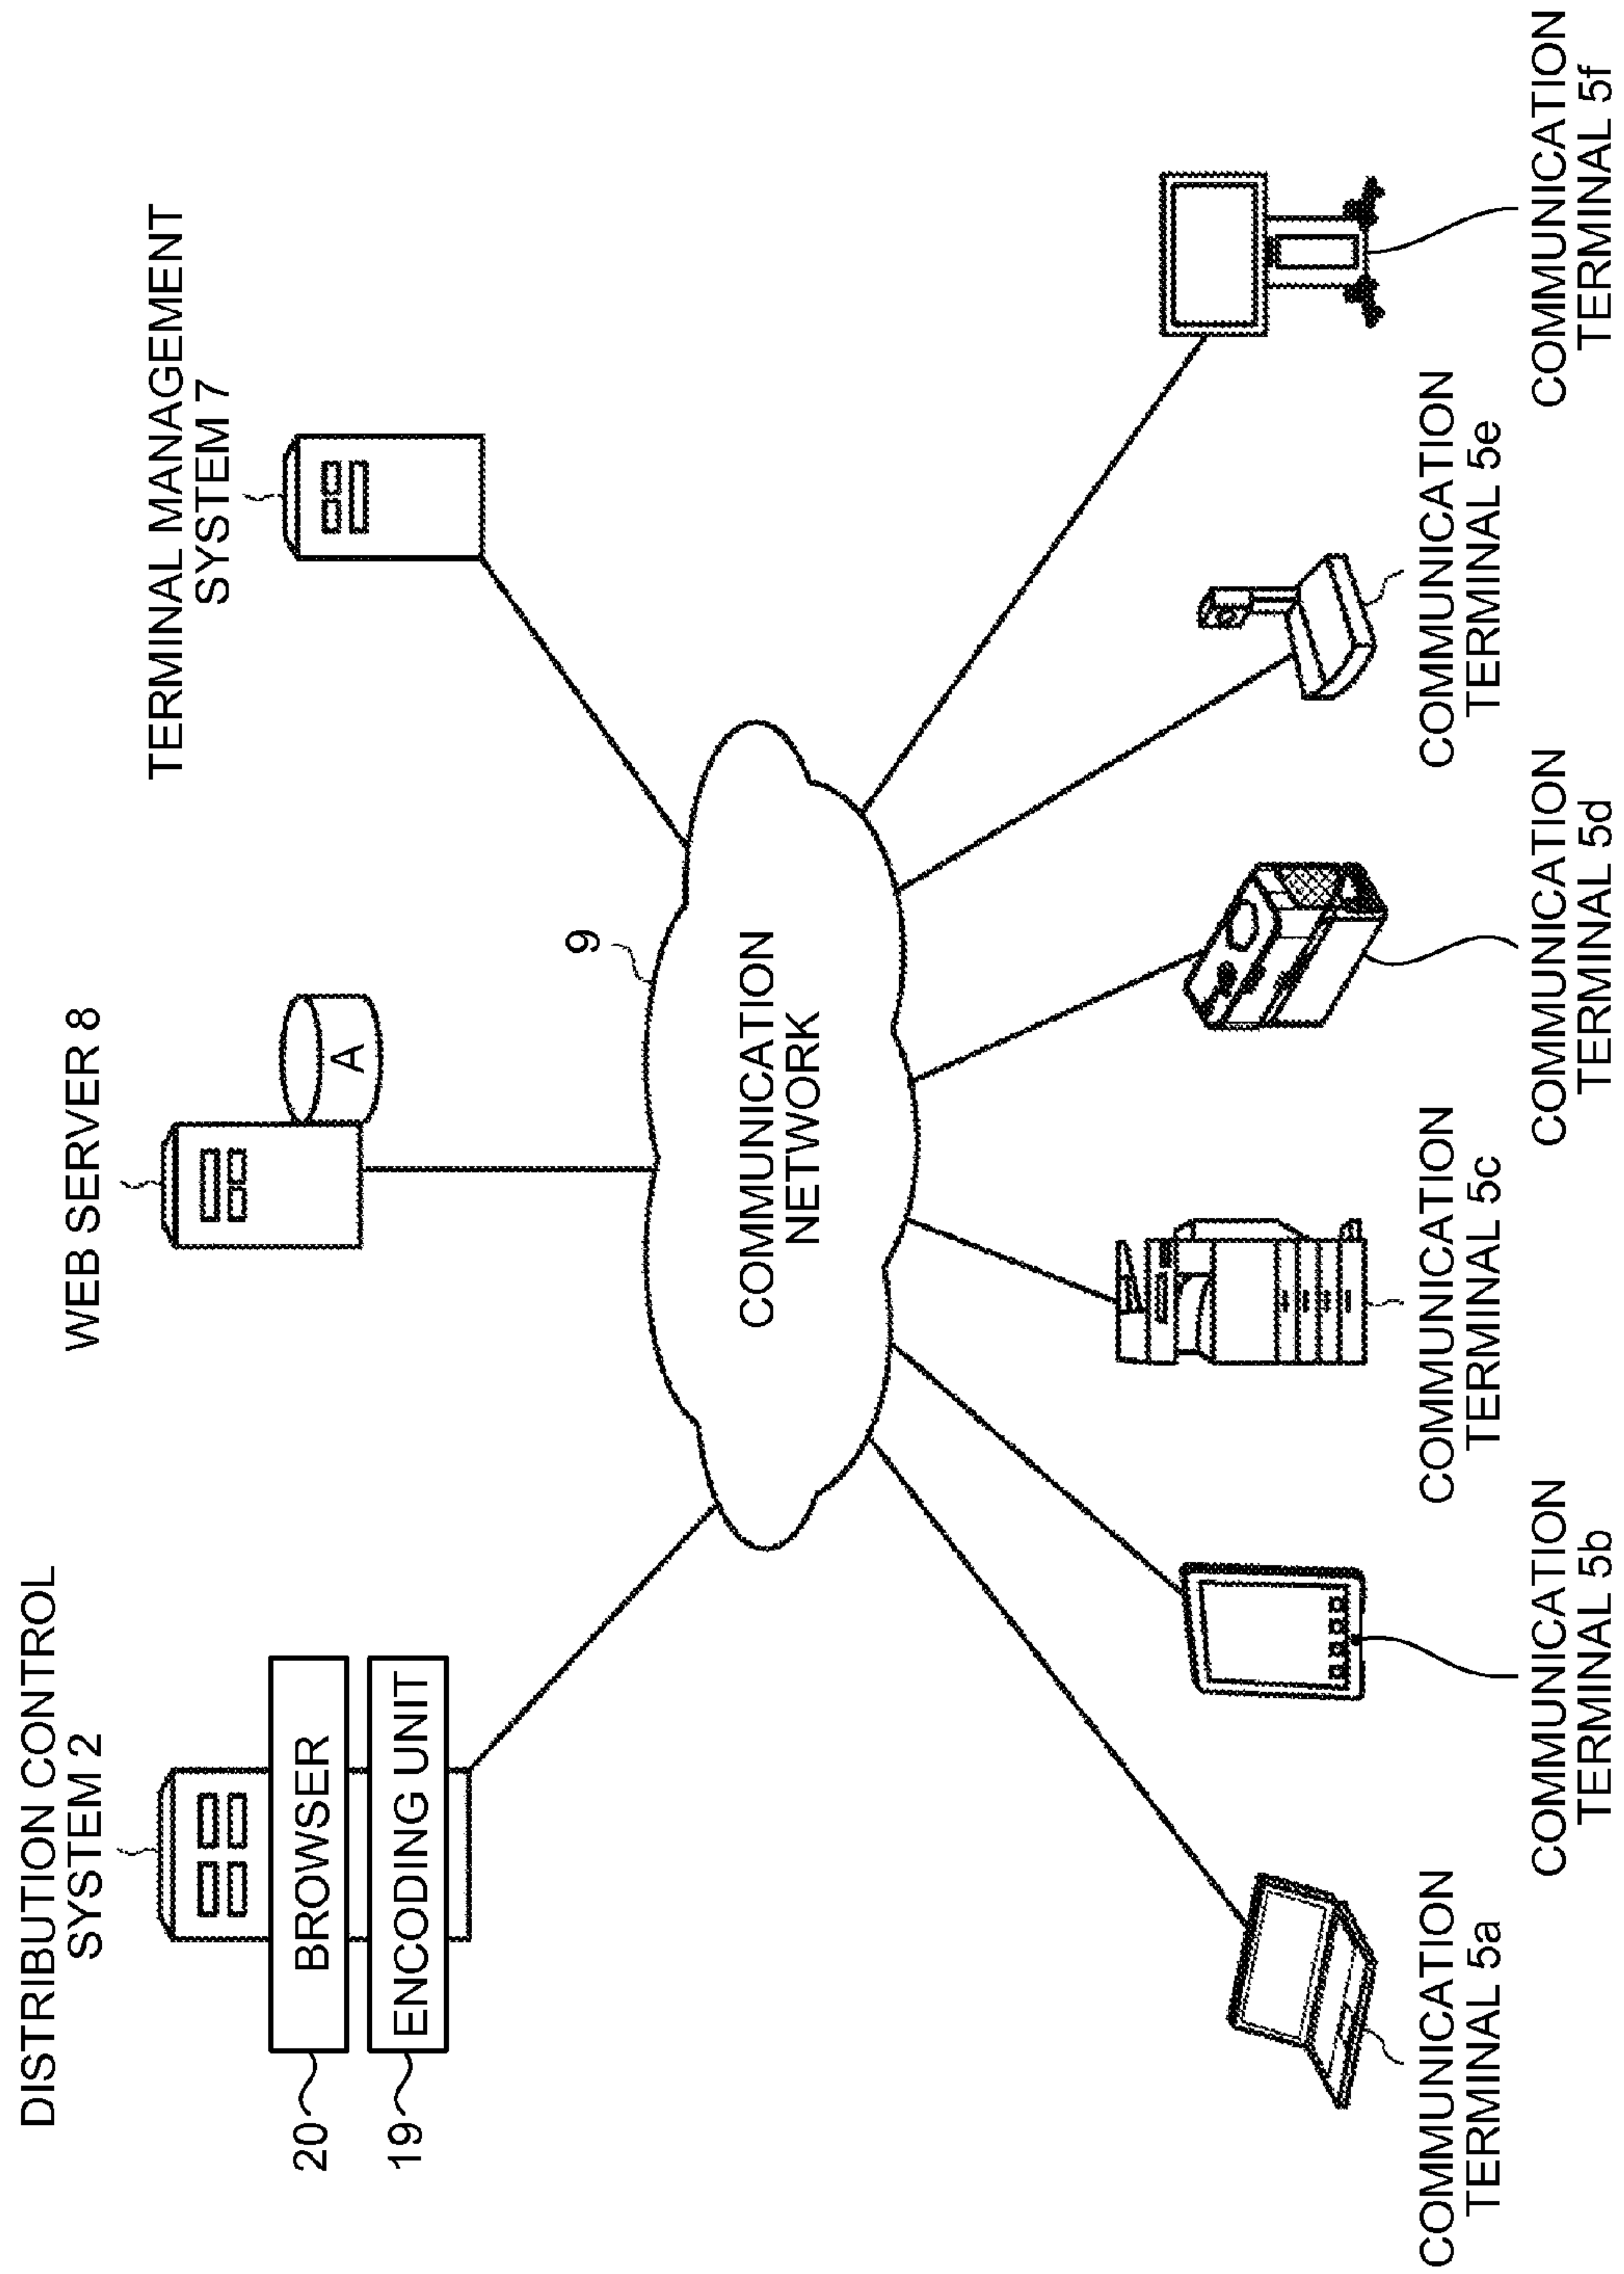 DISTRIBUTION CONTROL
SYSTEM 2
BROWSER
20
ENCODING UNIT
19
WEB SERVER 8
A
TERMINAL MANAGEMENT
SYSTEM 7
9
COMMUNICATION
NETWORK
COMMUNICATION
TERMINAL 5a
COMMUNICATION
TERMINAL 5b
COMMUNICATION
TERMINAL 5c
COMMUNICATION
TERMINAL 5d
COMMUNICATION
TERMINAL 5e
COMMUNICATION
TERMINAL 5f